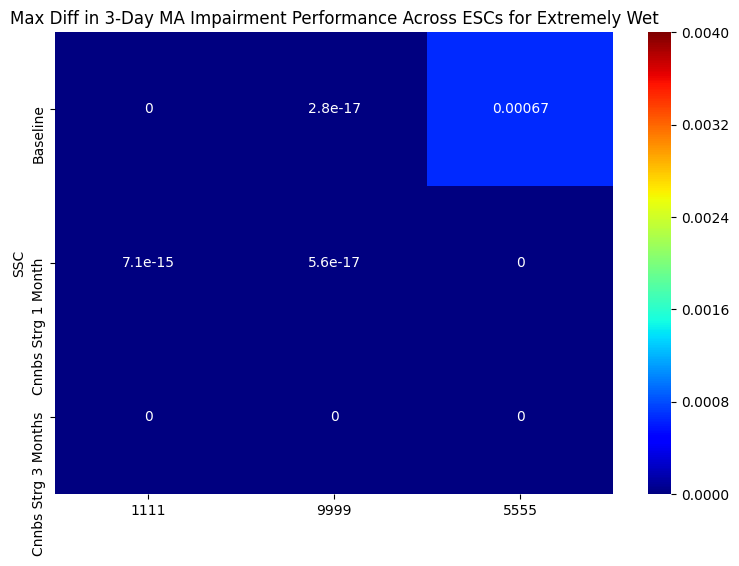 Max Diff in 3-Day MA Impairment Performance Across ESCs for Extremely Wet
0 2.8e-17 0.00067
7.1e-15 5.6e-17 0
0 0 0
Baseline
Cnnbs Strg 1 Month
Cnnbs Strg 3 Months
SSC
1111 9999 5555
0.0040
0.0032
0.0024
0.0016
0.0008
0.0000